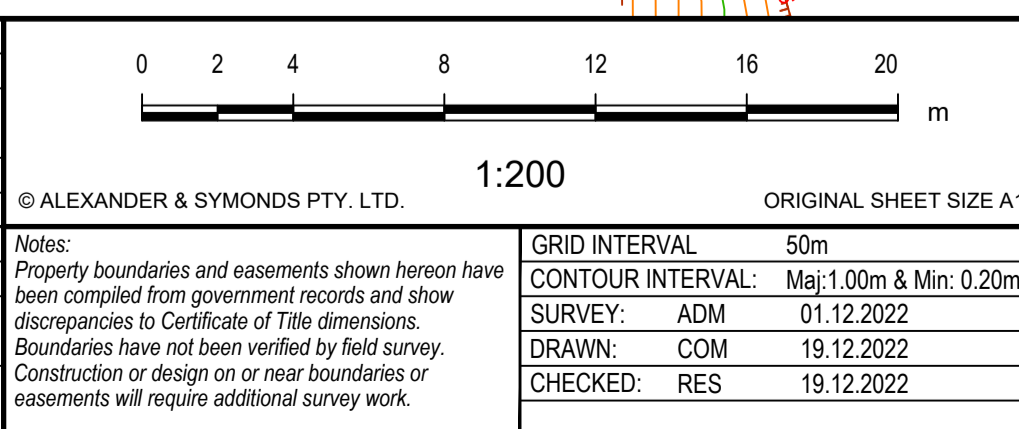 0 2 4 8 12 16 20
m
1:200
© ALEXANDER & SYMONDS PTY. LTD. ORIGINAL SHEET SIZE A1
Notes:
Property boundaries and easements shown hereon have
been compiled from government records and show
discrepancies to Certificate of Title dimensions.
Boundaries have not been verified by field survey.
Construction or design on or near boundaries or
easements will require additional survey work.
GRID INTERVAL 50m
CONTOUR INTERVAL: Maj:1.00m & Min: 0.20m
SURVEY: ADM 01.12.2022
DRAWN: COM 19.12.2022
CHECKED: RES 19.12.2022